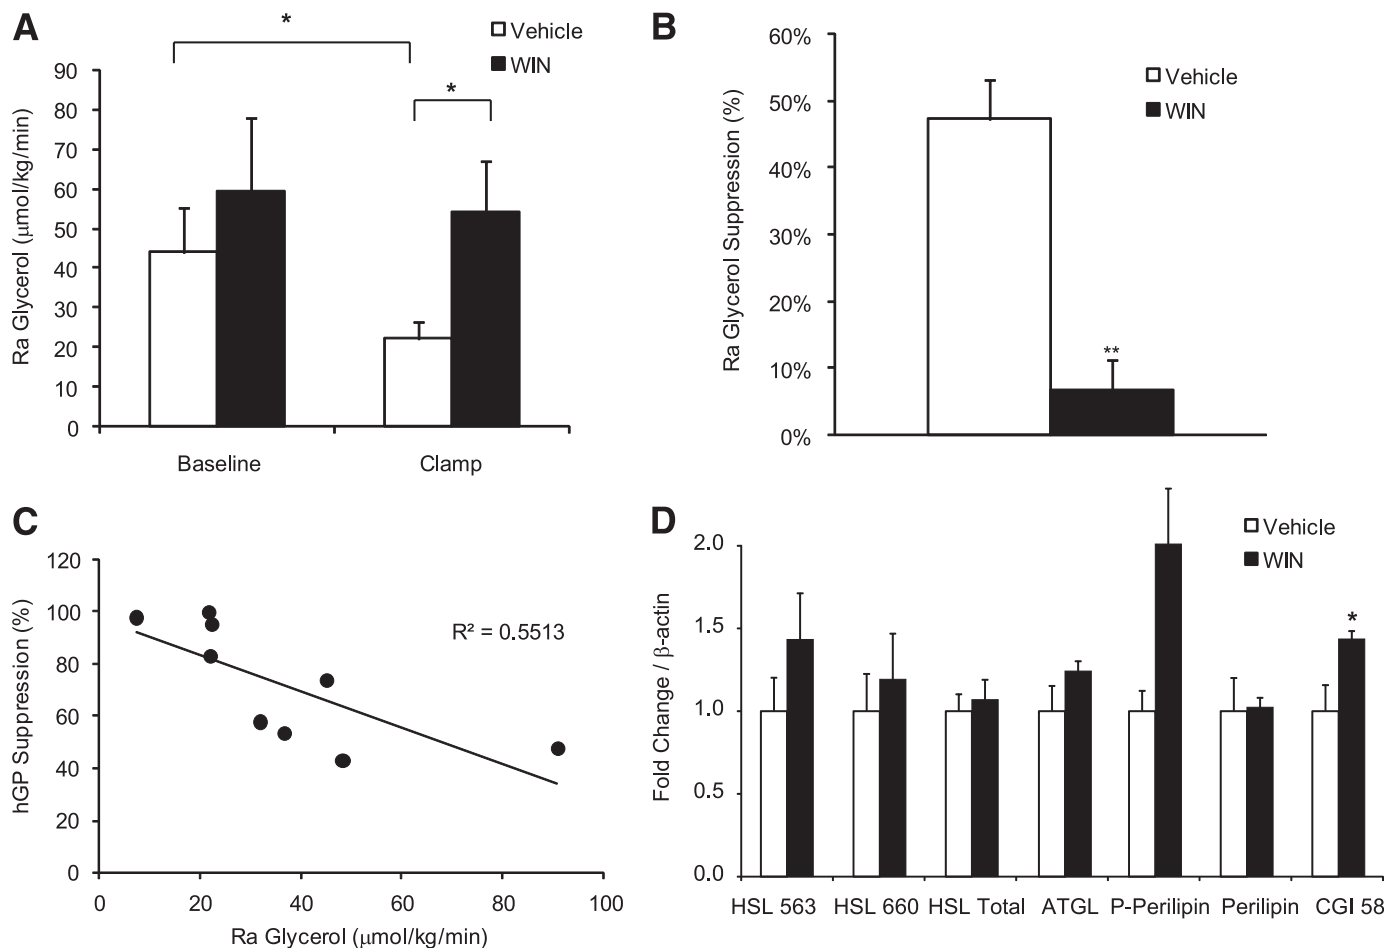 A
*
Vehicle
WIN
*
Ra Glycerol (μmol/kg/min)
90
80
70
60
50
40
30
20
10
0
Baseline
Clamp
B
Ra Glycerol Suppression (%)
60%
50%
40%
30%
20%
10%
0%
Vehicle
WIN
**
C
hGP Suppression (%)
120
100
80
60
40
20
0
R² = 0.5513
0 20 40 60 80 100
Ra Glycerol (μmol/kg/min)
D
Vehicle
WIN
Fold Change / β-actin
2.0
1.5
1.0
0.5
0.0
*
HSL 563 HSL 660 HSL Total ATGL P-Perilipin Perilipin CGI 58